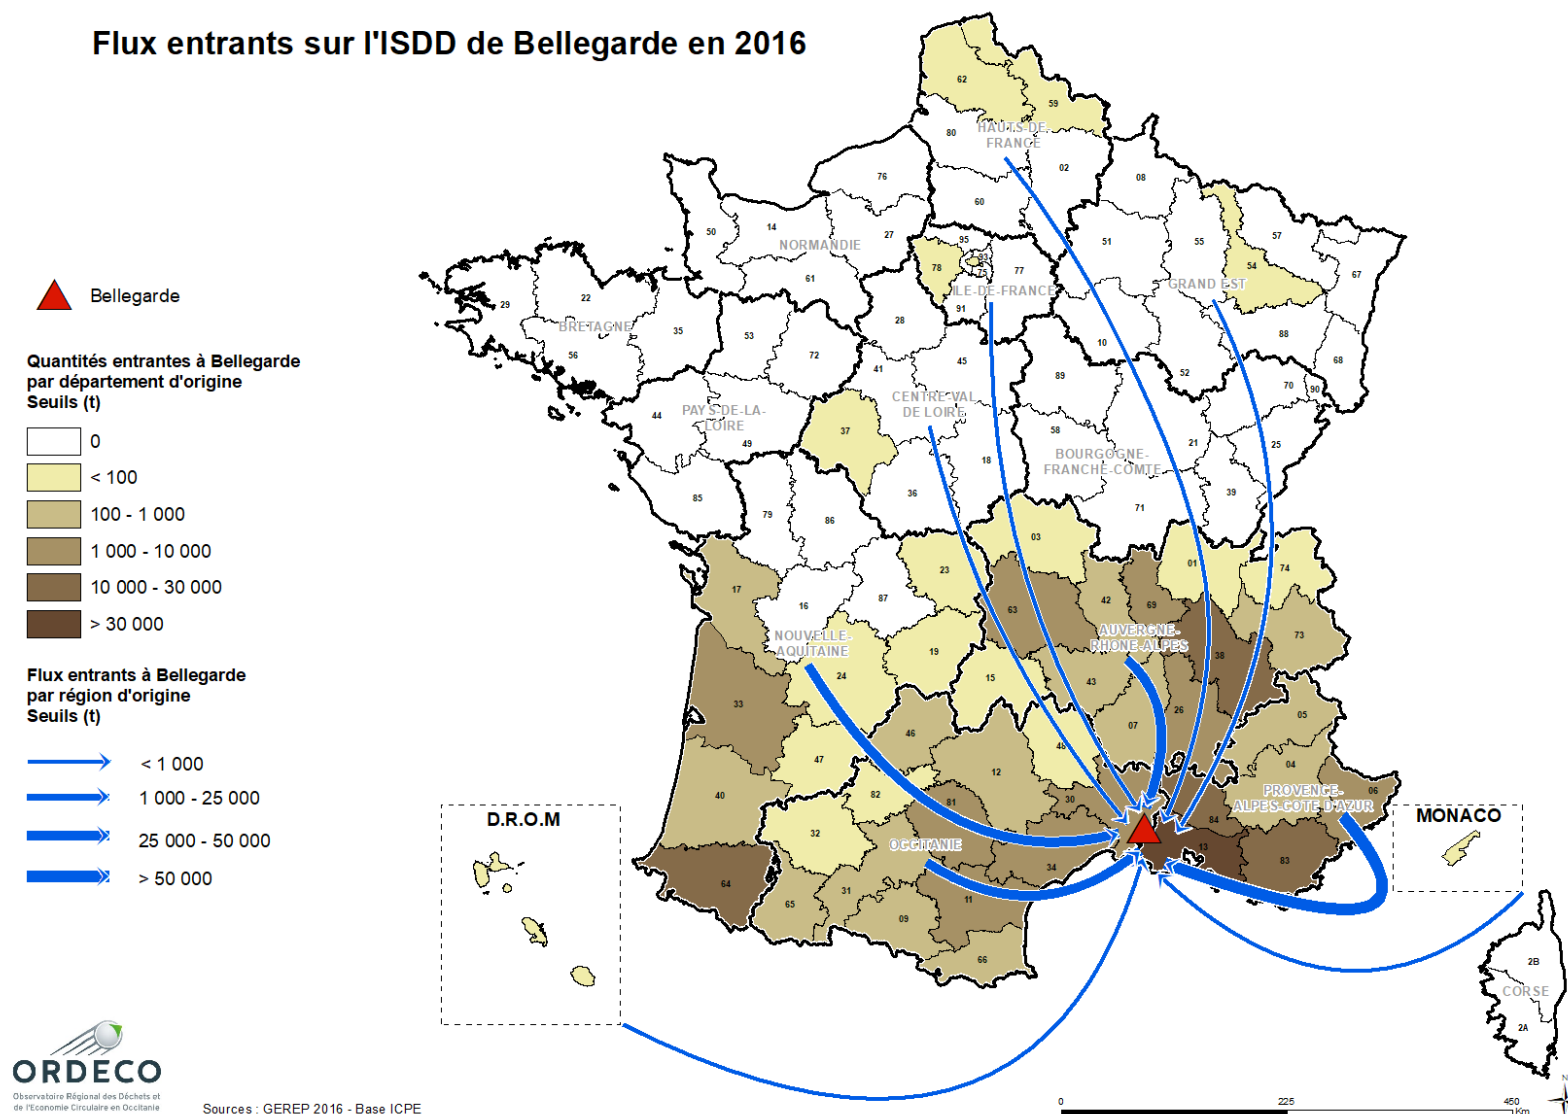 Flux entrants sur l'ISDD de Bellegarde en 2016
Bellegarde
Quantités entrantes à Bellegarde
par département d'origine
Seuils (t)
0
< 100
100 - 1 000
1 000 - 10 000
10 000 - 30 000
> 30 000
Flux entrants à Bellegarde
par région d'origine
Seuils (t)
< 1 000
1 000 - 25 000
25 000 - 50 000
> 50 000
62
59
80
HAUTS-DE-
FRANCE
02
76
60
08
50
14
27
NORMANDIE
61
95
93
78
75
77
ILE-DE-FRANCE
91
51
55
57
54
67
GRAND EST
88
68
10
52
29
22
BRETAGNE
35
56
53
72
28
45
41
CENTRE-VAL
DE LOIRE
37
18
36
44
PAYS-DE-LA-
LOIRE
49
85
89
70
90
58
21
25
BOURGOGNE-
FRANCHE-COMTE
39
71
79
86
03
01
74
17
23
16
87
63
42
69
NOUVELLE-
AQUITAINE
AUVERGNE-
RHONE-ALPES
73
19
38
24
15
43
33
26
05
07
46
48
47
12
04
40
82
81
30
PROVENCE-
ALPES-COTE D'AZUR
06
84
32
OCCITANIE
34
13
83
64
31
65
09
11
66
D.R.O.M
MONACO
2B
CORSE
2A
ORDECO
Observatoire Régional des Déchets et
de l'Economie Circulaire en Occitanie
Sources : GEREP 2016 - Base ICPE
0
225
450
Km
N